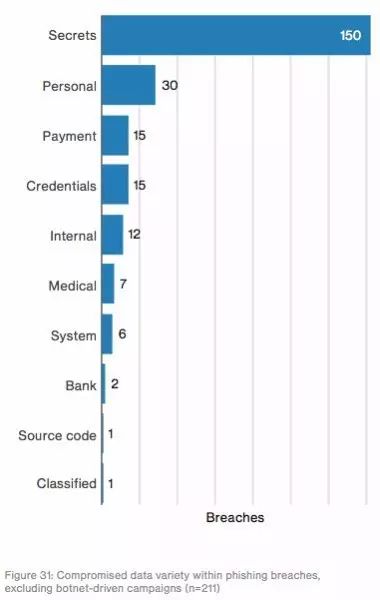 Secrets 150
Personal 30
Payment 15
Credentials 15
Internal 12
Medical 7
System 6
Bank 2
Source code 1
Classified 1
Breaches
Figure 31: Compromised data variety within phishing breaches,
excluding botnet-driven campaigns (n=211)